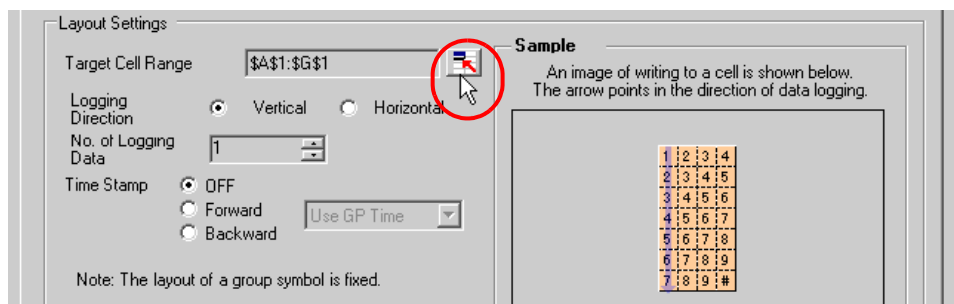 Layout Settings
Target Cell Range $A$1:$G$1
Logging
Direction Vertical Horizontal
No. of Logging
Data 1
Time Stamp OFF
Forward Use GP Time
Backward
Note: The layout of a group symbol is fixed.
Sample
An image of writing to a cell is shown below.
The arrow points in the direction of data logging.
1 2 3 4
2 3 4 5
3 4 5 6
4 5 6 7
5 6 7 8
6 7 8 9
7 8 9 #